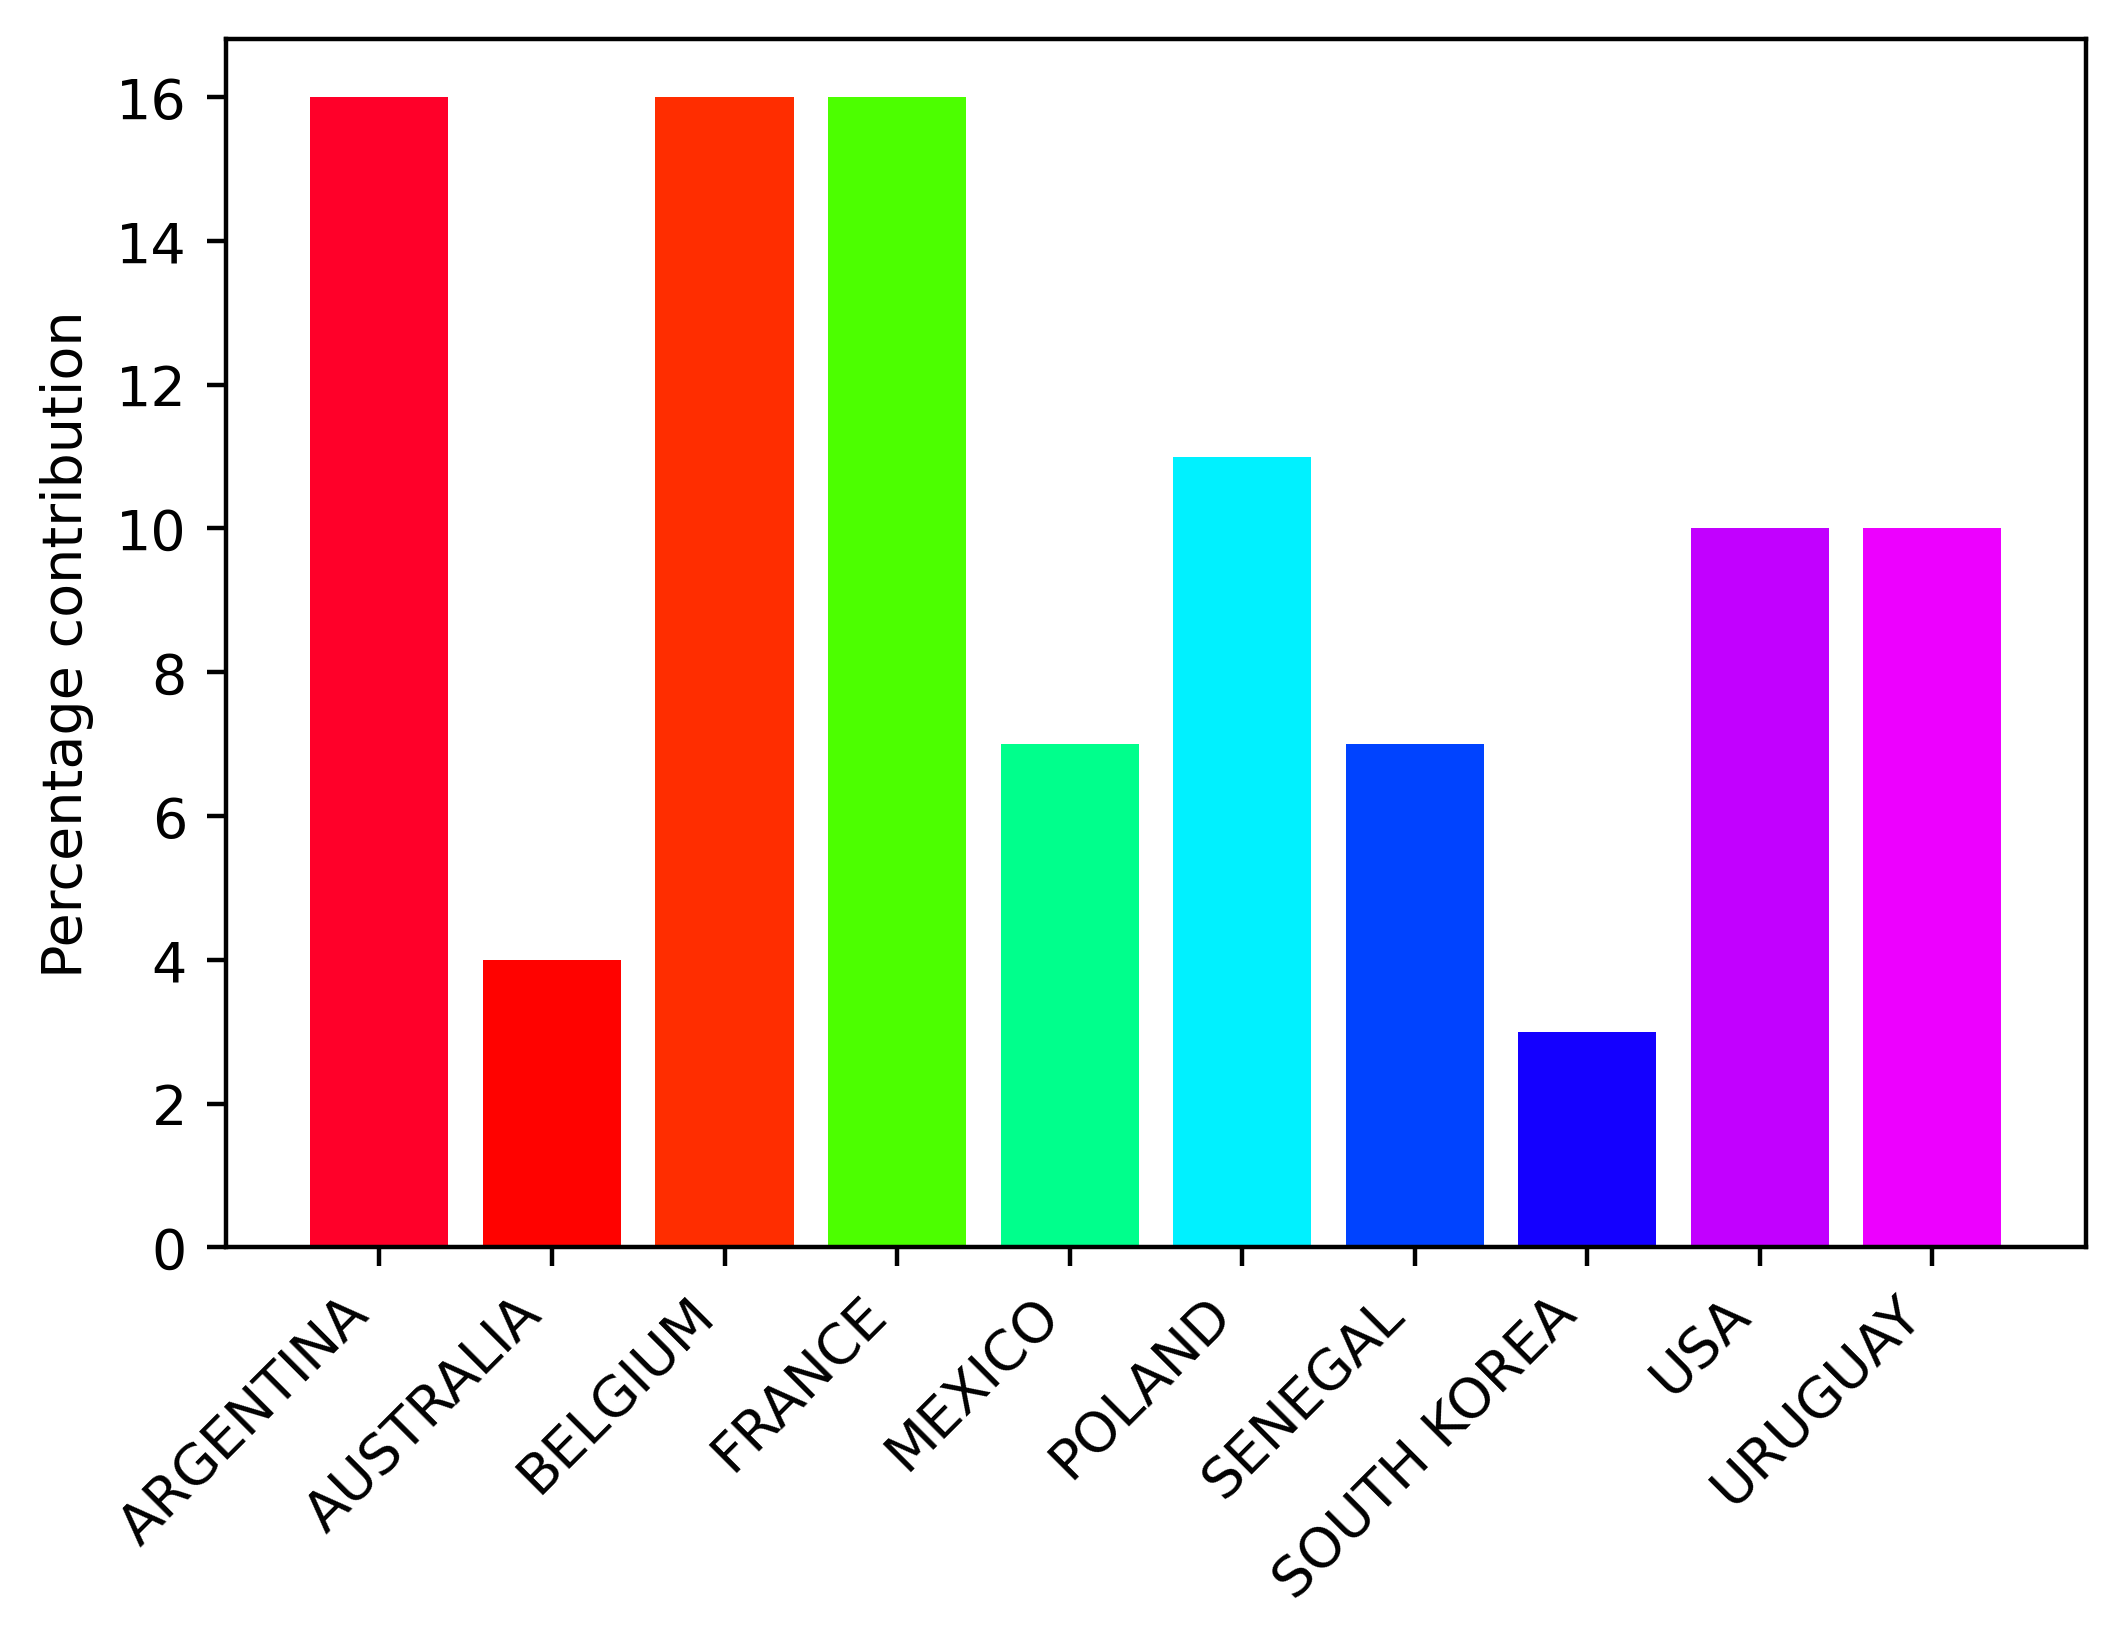 Percentage contribution
16
14
12
10
8
6
4
2
0
ARGENTINA
AUSTRALIA
BELGIUM
FRANCE
MEXICO
POLAND
SENEGAL
SOUTH KOREA
USA
URUGUAY